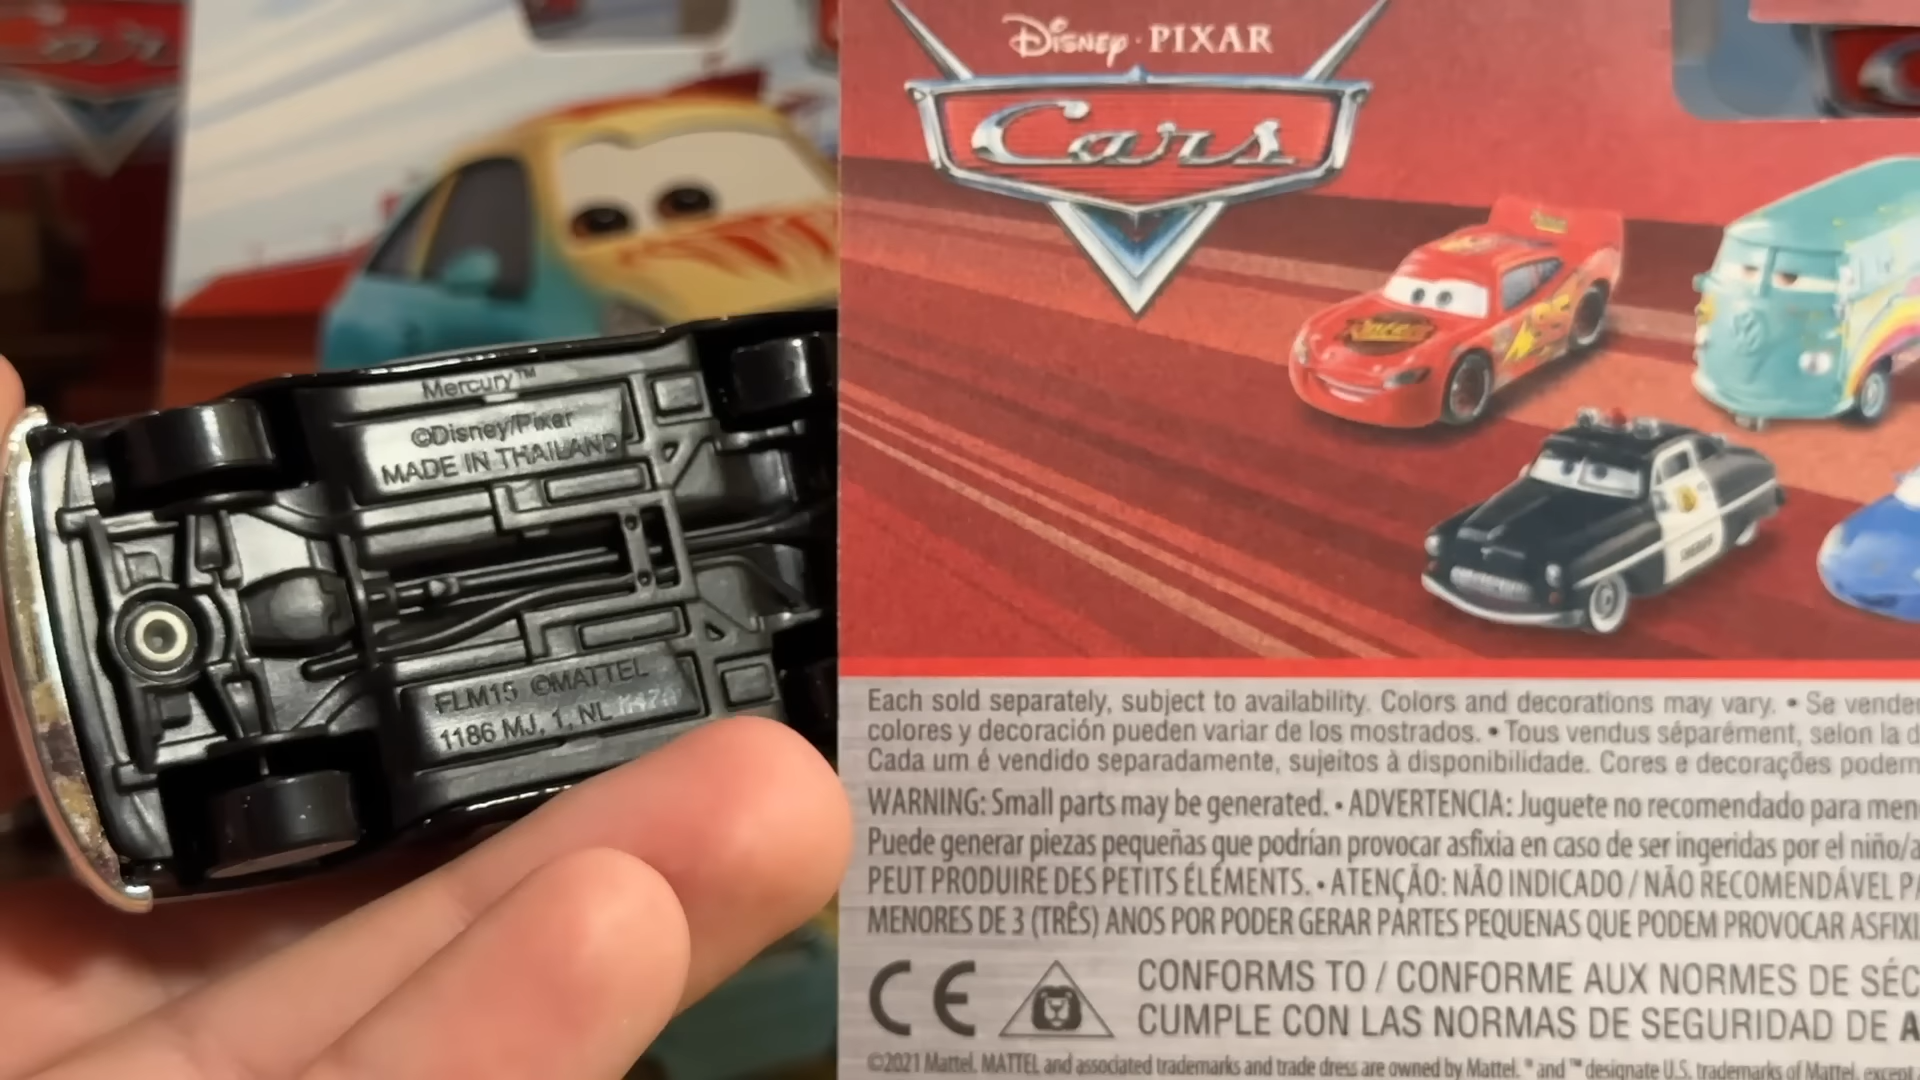 Mercury™
©Disney/Pixar
MADE IN THAILAND
FLM15 ©MATTEL
1186 MJ, 1, NL
Disney·PIXAR
Cars
95
Each sold separately, subject to availability. Colors and decorations may vary. • Se vende
colores y decoración pueden variar de los mostrados. • Tous vendus séparément, selon la d
Cada um é vendido separadamente, sujeitos à disponibilidade. Cores e decorações podem
WARNING: Small parts may be generated. • ADVERTENCIA: Juguete no recomendado para men
Puede generar piezas pequeñas que podrían provocar asfixia en caso de ser ingeridas por el niño/a
PEUT PRODUIRE DES PETITS ÉLÉMENTS. • ATENÇÃO: NÃO INDICADO / NÃO RECOMENDÁVEL PA
MENORES DE 3 (TRÊS) ANOS POR PODER GERAR PARTES PEQUENAS QUE PODEM PROVOCAR ASFIXI
CE
CONFORMS TO / CONFORME AUX NORMES DE SÉC
CUMPLE CON LAS NORMAS DE SEGURIDAD DE A
©2021 Mattel. MATTEL and associated trademarks and trade dress are owned by Mattel. ® and ™ designate U.S. trademarks of Mattel, except